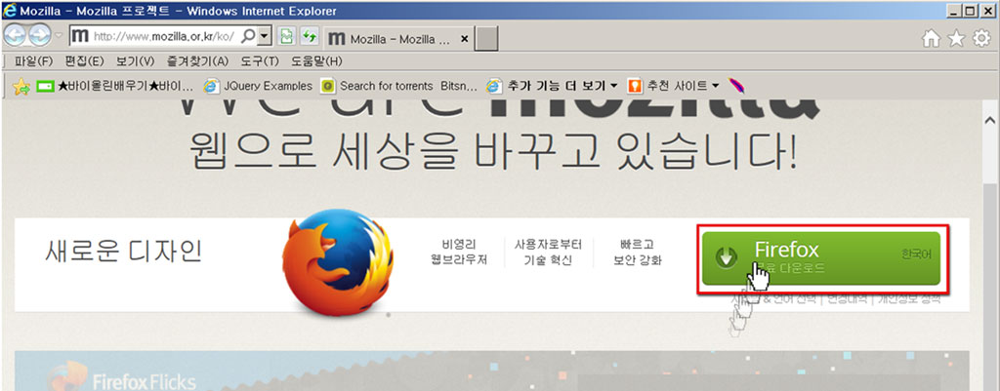 Mozilla - Mozilla 프로젝트 - Windows Internet Explorer
http://www.mozilla.or.kr/ko/
m Mozilla - Mozilla ...
파일(F) 편집(E) 보기(V) 즐겨찾기(A) 도구(T) 도움말(H)
★바이올린배우기★바이... JQuery Examples Search for torrents Bitsn... 추가 기능 더 보기 추천 사이트
We are mozilla
웹으로 세상을 바꾸고 있습니다!
새로운 디자인
비영리
웹브라우저
사용자로부터
기술 혁신
빠르고
보안 강화
Firefox
무료 다운로드
한국어
& 언어 선택 | 변경내역 | 개인정보 정책
Firefox Flicks